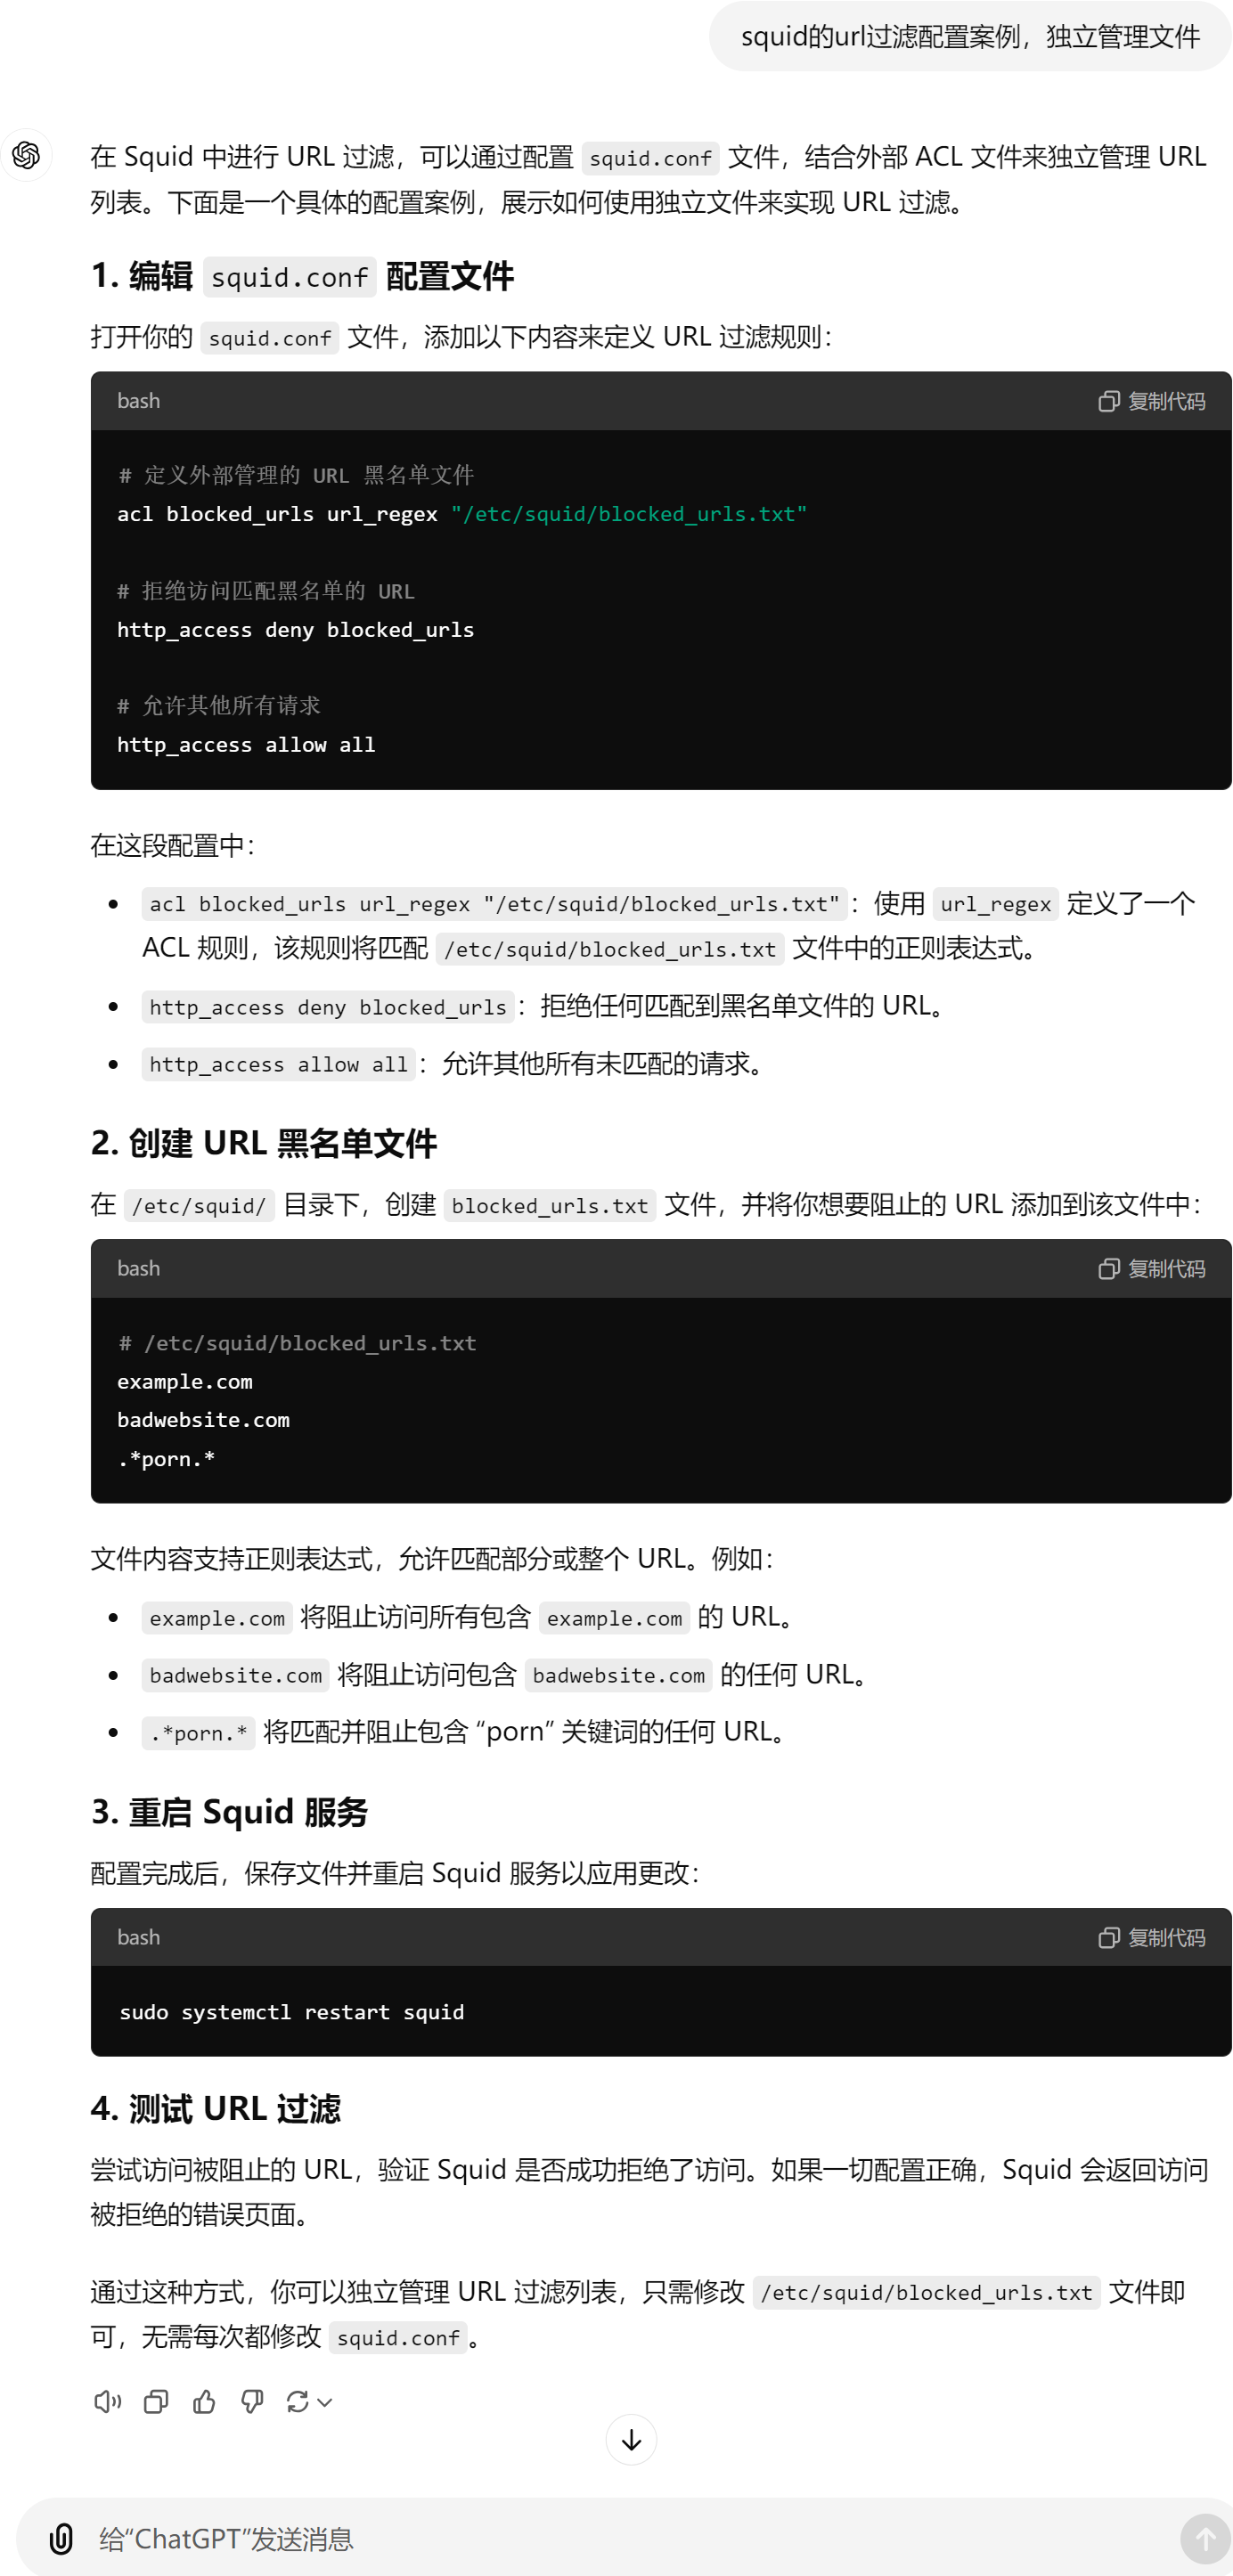 squid的url过滤配置案例，独立管理文件
在 Squid 中进行 URL 过滤，可以通过配置 squid.conf 文件，结合外部 ACL 文件来独立管理 URL
列表。下面是一个具体的配置案例，展示如何使用独立文件来实现 URL 过滤。
1. 编辑 squid.conf 配置文件
打开你的 squid.conf 文件，添加以下内容来定义 URL 过滤规则：
bash 复制代码
# 定义外部管理的 URL 黑名单文件
acl blocked_urls url_regex "/etc/squid/blocked_urls.txt"
# 拒绝访问匹配黑名单的 URL
http_access deny blocked_urls
# 允许其他所有请求
http_access allow all
在这段配置中：
• acl blocked_urls url_regex "/etc/squid/blocked_urls.txt"：使用 url_regex 定义了一个
ACL 规则，该规则将匹配 /etc/squid/blocked_urls.txt 文件中的正则表达式。
• http_access deny blocked_urls：拒绝任何匹配到黑名单文件的 URL。
• http_access allow all：允许其他所有未匹配的请求。
2. 创建 URL 黑名单文件
在 /etc/squid/ 目录下，创建 blocked_urls.txt 文件，并将你想要阻止的 URL 添加到该文件中：
bash 复制代码
# /etc/squid/blocked_urls.txt
example.com
badwebsite.com
.*porn.*
文件内容支持正则表达式，允许匹配部分或整个 URL。例如：
• example.com 将阻止访问所有包含 example.com 的 URL。
• badwebsite.com 将阻止访问包含 badwebsite.com 的任何 URL。
• .*porn.* 将匹配并阻止包含 “porn” 关键词的任何 URL。
3. 重启 Squid 服务
配置完成后，保存文件并重启 Squid 服务以应用更改：
bash 复制代码
sudo systemctl restart squid
4. 测试 URL 过滤
尝试访问被阻止的 URL，验证 Squid 是否成功拒绝了访问。如果一切配置正确，Squid 会返回访问
被拒绝的错误页面。
通过这种方式，你可以独立管理 URL 过滤列表，只需修改 /etc/squid/blocked_urls.txt 文件即
可，无需每次都修改 squid.conf。
给“ChatGPT”发送消息